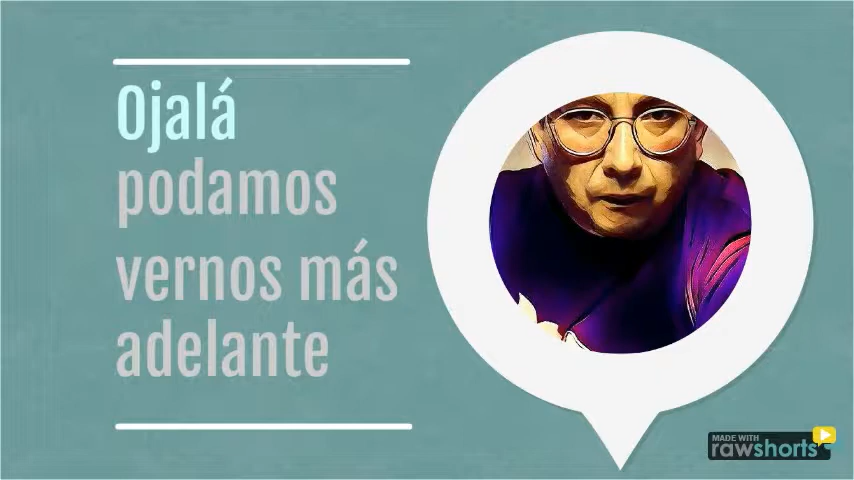 Ojalá
podamos
vernos más
adelante
MADE WITH
rawshorts